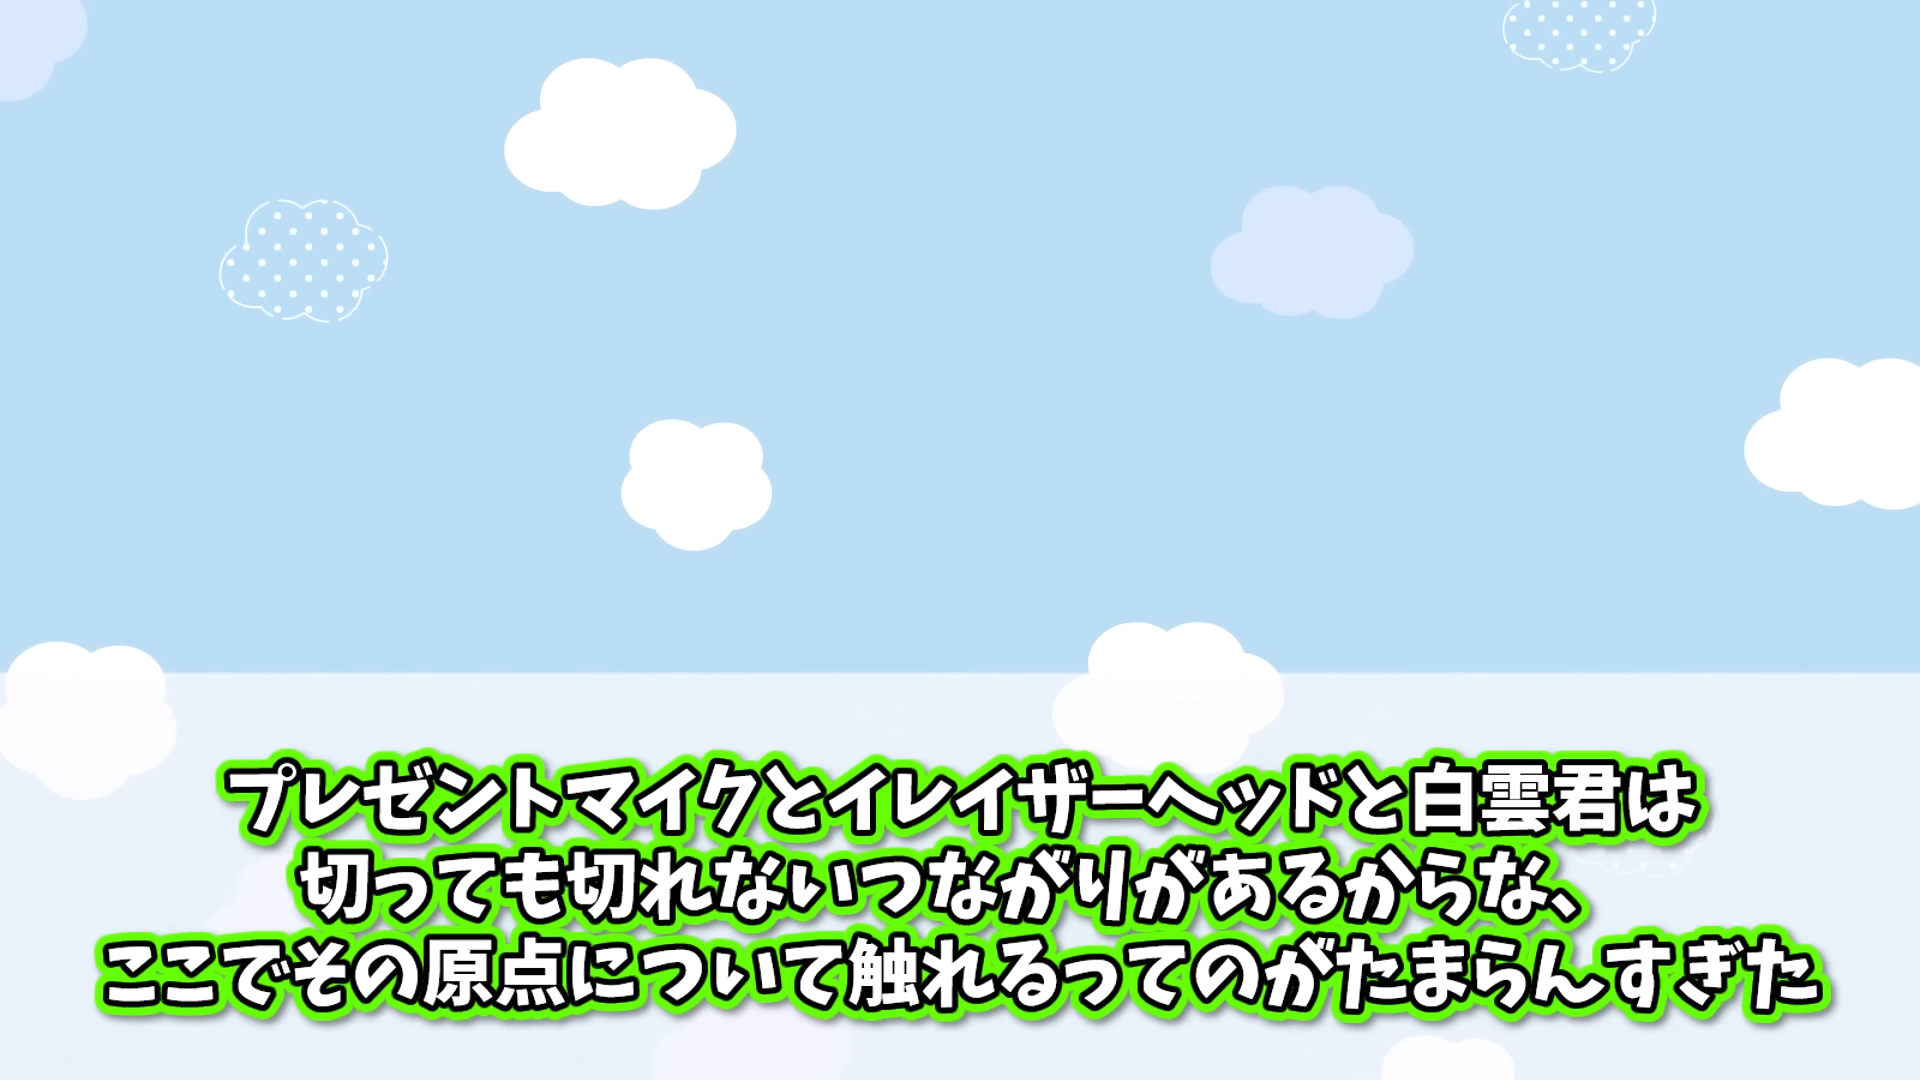 プレゼントマイクとイレイザーヘッドと白雲君は
切っても切れないつながりがあるからな、
ここでその原点について触れるってのがたまらんすぎた